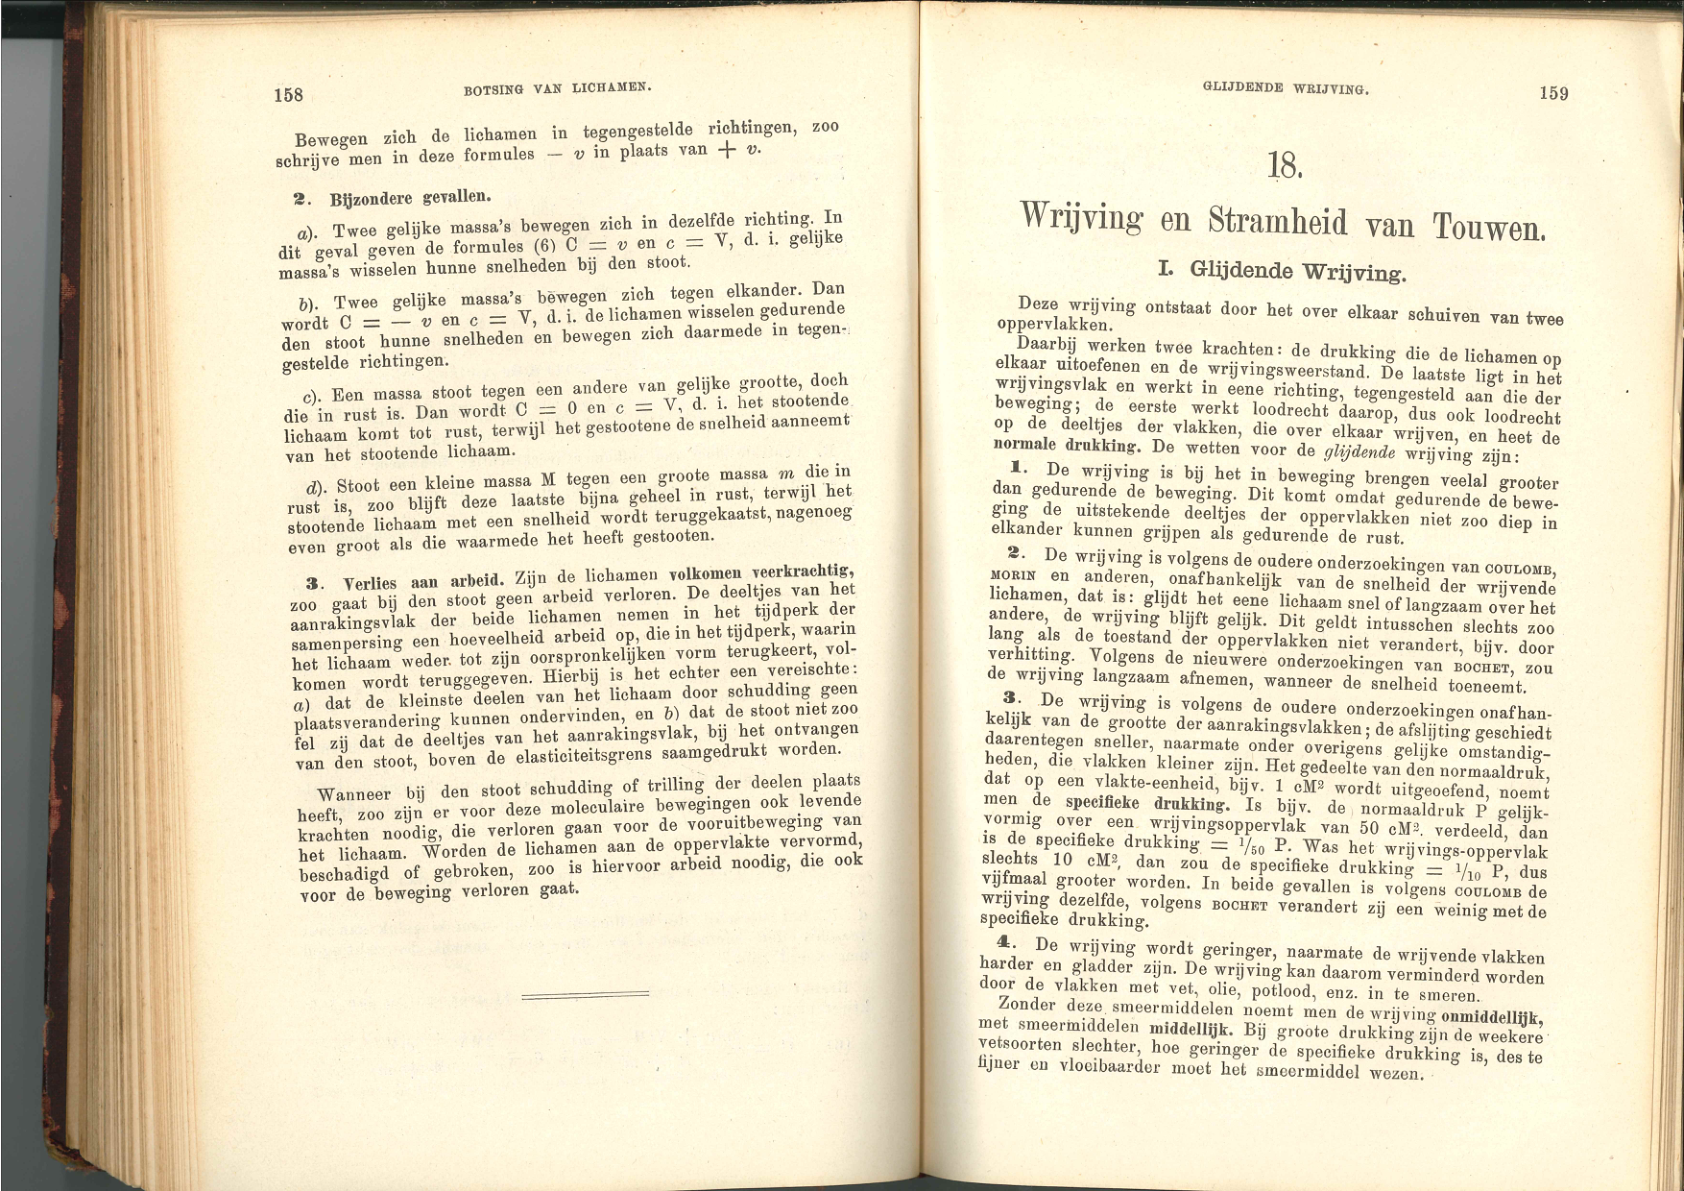 158
BOTSING VAN LICHAMEN.
Bewegen zich de lichamen in tegengestelde richtingen, zoo
schrijve men in deze formules — v in plaats van + v.
2. Bijzondere gevallen.
a). Twee gelijke massa's bewegen zich in dezelfde richting. In
dit geval geven de formules (6) C = v en c = V, d. i. gelijke
massa's wisselen hunne snelheden bij den stoot.
b). Twee gelijke massa's bewegen zich tegen elkander. Dan
wordt C = — v en c = V, d. i. de lichamen wisselen gedurende
den stoot hunne snelheden en bewegen zich daarmede in tegen-
gestelde richtingen.
c). Een massa stoot tegen een andere van gelijke grootte, doch
die in rust is. Dan wordt C = 0 en c = V, d. i. het stootende
lichaam komt tot rust, terwijl het gestootene de snelheid aanneemt
van het stootende lichaam.
d). Stoot een kleine massa M tegen een groote massa m die in
rust is, zoo blijft deze laatste bijna geheel in rust, terwijl het
stootende lichaam met een snelheid wordt teruggekaatst, nagenoeg
even groot als die waarmede het heeft gestooten.
3. Verlies aan arbeid. Zijn de lichamen volkomen veerkrachtig,
zoo gaat bij den stoot geen arbeid verloren. De deeltjes van het
aanrakingsvlak der beide lichamen nemen in het tijdperk der
samenpersing een hoeveelheid arbeid op, die in het tijdperk, waarin
het lichaam weder. tot zijn oorspronkelijken vorm terugkeert, vol-
komen wordt teruggegeven. Hierbij is het echter een vereischte:
a) dat de kleinste deelen van het lichaam door schudding geen
plaatsverandering kunnen ondervinden, en b) dat de stoot niet zoo
fel zij dat de deeltjes van het aanrakingsvlak, bij het ontvangen
van den stoot, boven de elasticiteitsgrens saamgedrukt worden.
Wanneer bij den stoot schudding of trilling der deelen plaats
heeft, zoo zijn er voor deze moleculaire bewegingen ook levende
krachten noodig, die verloren gaan voor de vooruitbeweging van
het lichaam. Worden de lichamen aan de oppervlakte vervormd,
beschadigd of gebroken, zoo is hiervoor arbeid noodig, die ook
voor de beweging verloren gaat.
GLIJDENDE WRIJVING.
159
18.
Wrijving en Stramheid van Touwen.
I. Glijdende Wrijving.
Deze wrijving ontstaat door het over elkaar schuiven van twee
oppervlakken.
Daarbij werken twee krachten: de drukking die de lichamen op
elkaar uitoefenen en de wrijvingsweerstand. De laatste ligt in het
wrijvingsvlak en werkt in eene richting, tegengesteld aan die der
beweging; de eerste werkt loodrecht daarop, dus ook loodrecht
op de deeltjes der vlakken, die over elkaar wrijven, en heet de
normale drukking. De wetten voor de glijdende wrijving zijn:
1. De wrijving is bij het in beweging brengen veelal grooter
dan gedurende de beweging. Dit komt omdat gedurende de bewe-
ging de uitstekende deeltjes der oppervlakken niet zoo diep in
elkander kunnen grijpen als gedurende de rust.
2. De wrijving is volgens de oudere onderzoekingen van COULOMB,
MORIN en anderen, onafhankelijk van de snelheid der wrijvende
lichamen, dat is: glijdt het eene lichaam snel of langzaam over het
andere, de wrijving blijft gelijk. Dit geldt intusschen slechts zoo
lang als de toestand der oppervlakken niet verandert, bijv. door
verhitting. Volgens de nieuwere onderzoekingen van BOCHET, zou
de wrijving langzaam afnemen, wanneer de snelheid toeneemt.
3. De wrijving is volgens de oudere onderzoekingen onafhan-
kelijk van de grootte der aanrakingsvlakken; de afslijting geschiedt
daarentegen sneller, naarmate onder overigens gelijke omstandig-
heden, die vlakken kleiner zijn. Het gedeelte van den normaaldruk,
dat op een vlakte-eenheid, bijv. 1 cM² wordt uitgeoefend, noemt
men de specifieke drukking. Is bijv. de normaaldruk P gelijk-
vormig over een wrijvingsoppervlak van 50 cM². verdeeld, dan
is de specifieke drukking = 1/50 P. Was het wrijvings-oppervlak
slechts 10 cM², dan zou de specifieke drukking = 1/10 P, dus
vijfmaal grooter worden. In beide gevallen is volgens COULOMB de
wrijving dezelfde, volgens BOCHET verandert zij een weinig met de
specifieke drukking.
4. De wrijving wordt geringer, naarmate de wrijvende vlakken
harder en gladder zijn. De wrijving kan daarom verminderd worden
door de vlakken met vet, olie, potlood, enz. in te smeren.
Zonder deze smeermiddelen noemt men de wrijving onmiddellijk,
met smeermiddelen middellijk. Bij groote drukking zijn de weekere
vetsoorten slechter, hoe geringer de specifieke drukking is, des te
fijner en vloeibaarder moet het smeermiddel wezen.